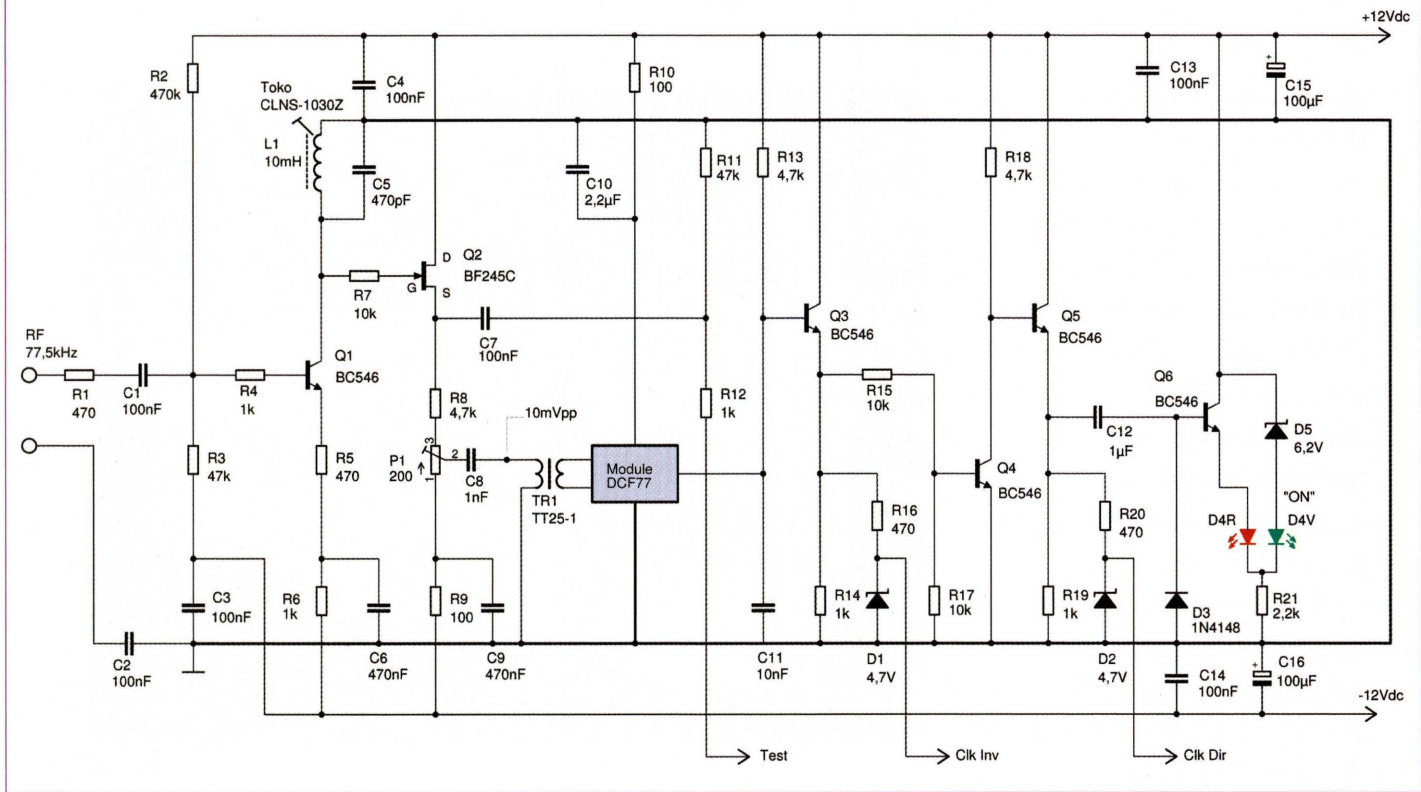 +12Vdc
R2
470k
Toko
CLNS-1030Z
L1
10mH
C4
100nF
C5
470pF
R10
100
C10
2,2µF
R11
47k
R13
4,7k
R18
4,7k
C13
100nF
+
C15
100µF
D
Q2
BF245C
G
S
R7
10k
C7
100nF
RF
77,5kHz
R1
470
C1
100nF
R4
1k
Q1
BC546
R3
47k
R5
470
R8
4,7k
10mVpp
P1
200
3
2
1
C8
1nF
TR1
TT25-1
Module
DCF77
R12
1k
Q3
BC546
R15
10k
Q4
BC546
Q5
BC546
C12
1µF
Q6
BC546
D5
6,2V
"ON"
D4R
D4V
R16
470
R20
470
C3
100nF
C2
100nF
R6
1k
C6
470nF
R9
100
C9
470nF
C11
10nF
R14
1k
D1
4,7V
R17
10k
R19
1k
D2
4,7V
D3
1N4148
R21
2,2k
C14
100nF
+
C16
100µF
-12Vdc
Test
Clk Inv
Clk Dir